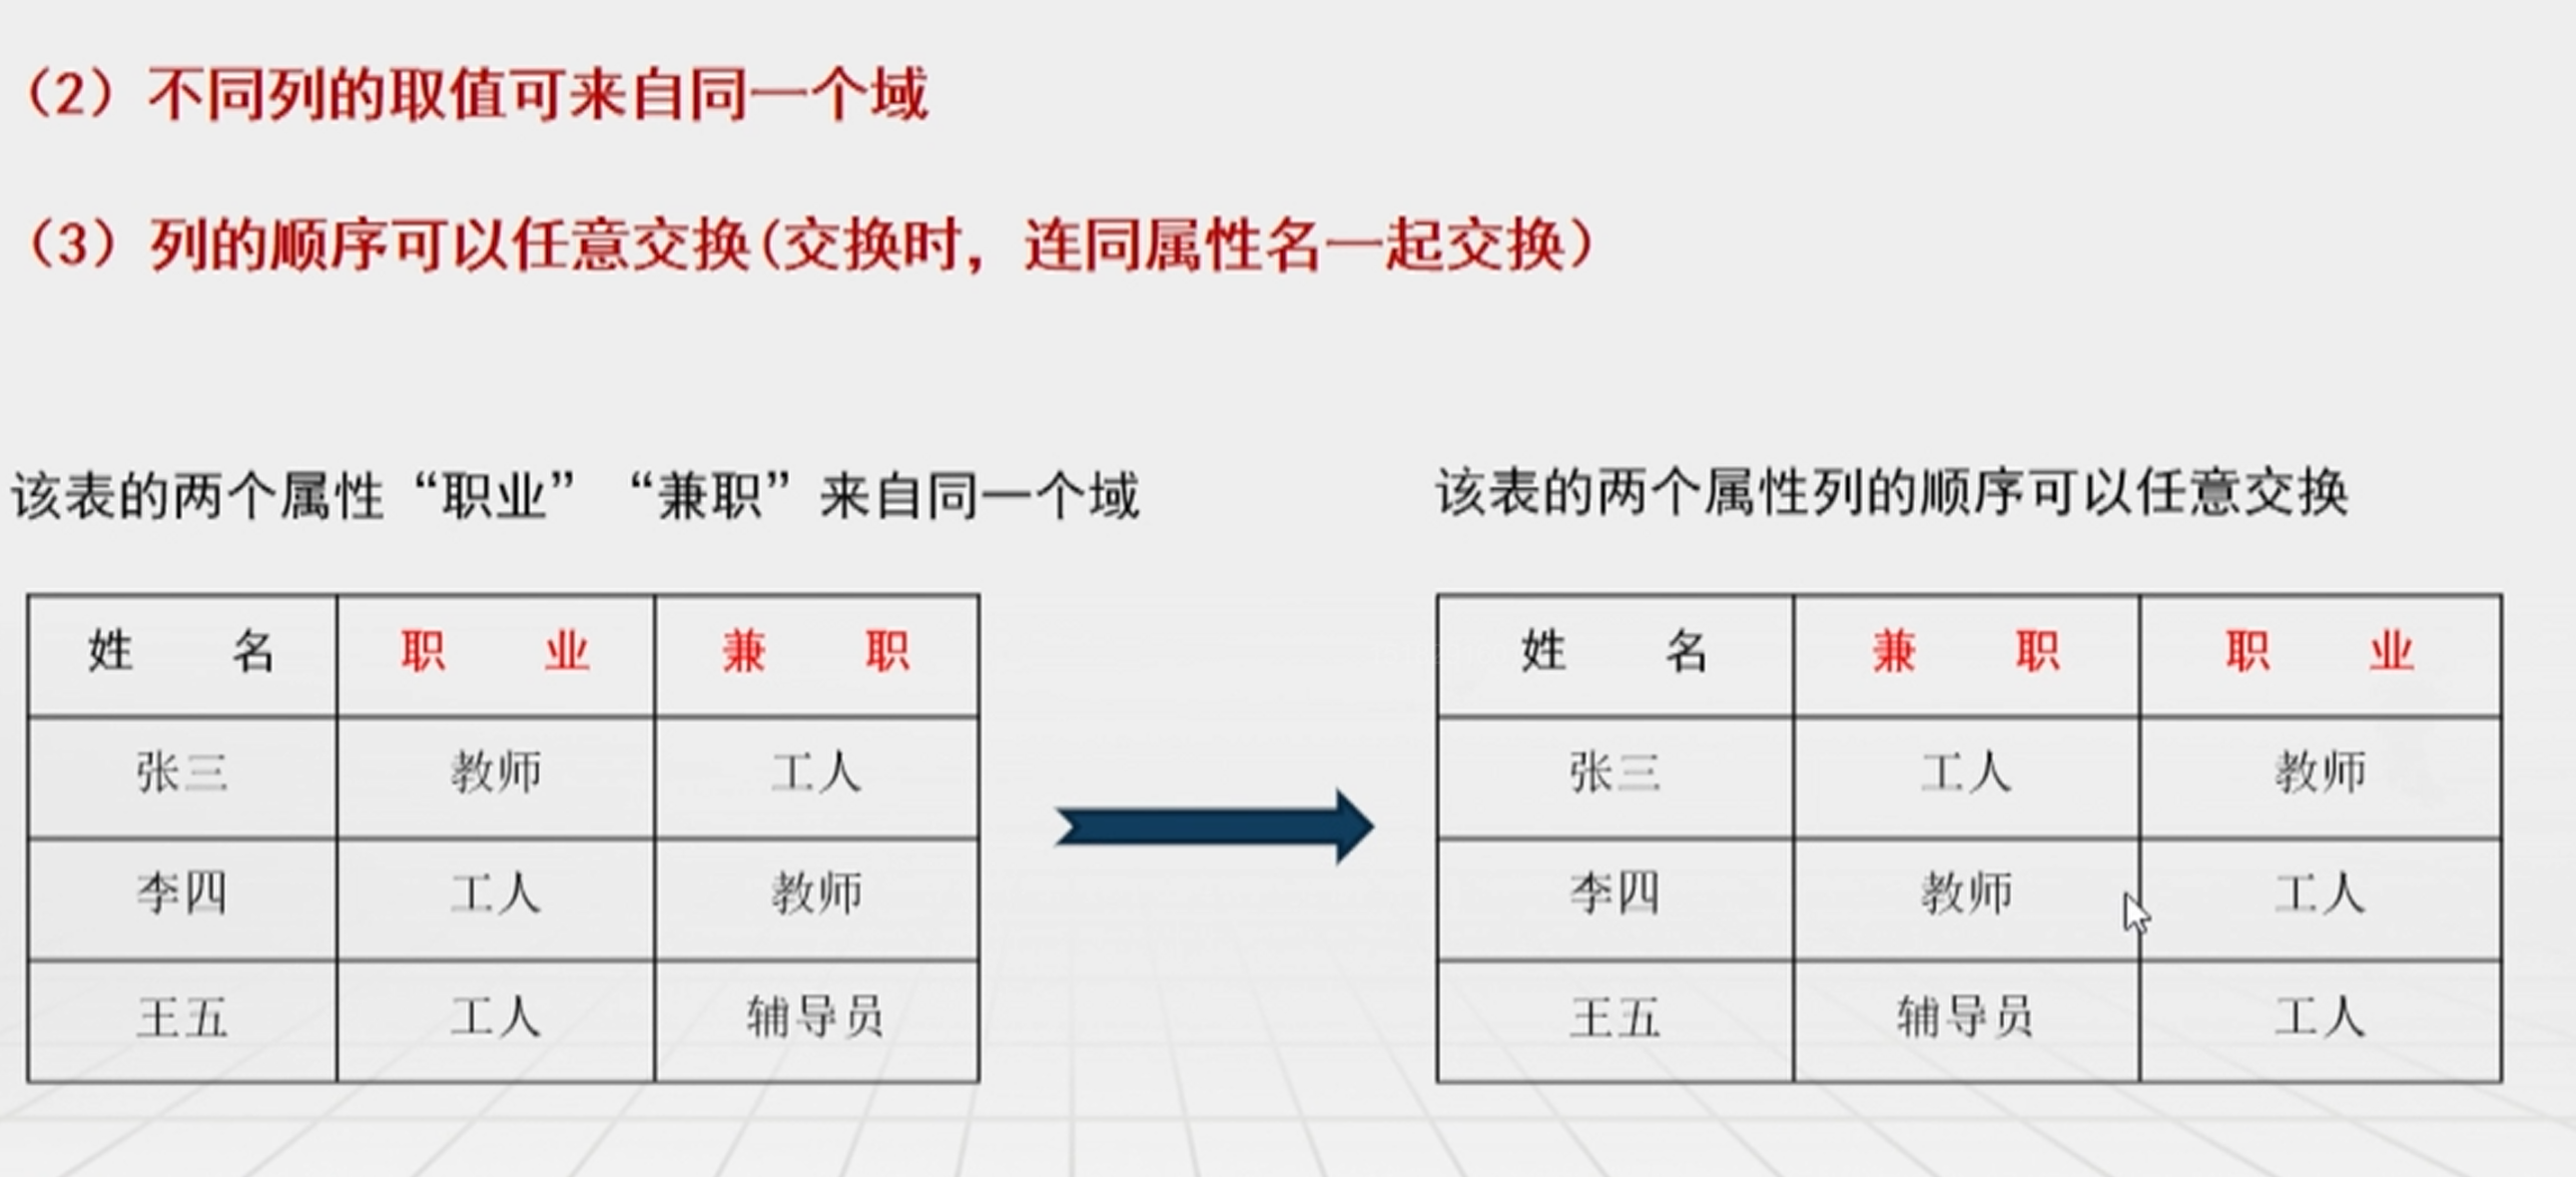 （2）不同列的取值可来自同一个域
（3）列的顺序可以任意交换(交换时，连同属性名一起交换）
该表的两个属性“职业”“兼职”来自同一个域
姓 名 职 业 兼 职
张三 教师 工人
李四 工人 教师
王五 工人 辅导员
该表的两个属性列的顺序可以任意交换
姓 名 兼 职 职 业
张三 工人 教师
李四 教师 工人
王五 辅导员 工人